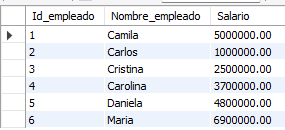 Id_empleado Nombre_empleado Salario
1 Camila 5000000.00
2 Carlos 1000000.00
3 Cristina 2500000.00
4 Carolina 3700000.00
5 Daniela 4800000.00
6 Maria 6900000.00